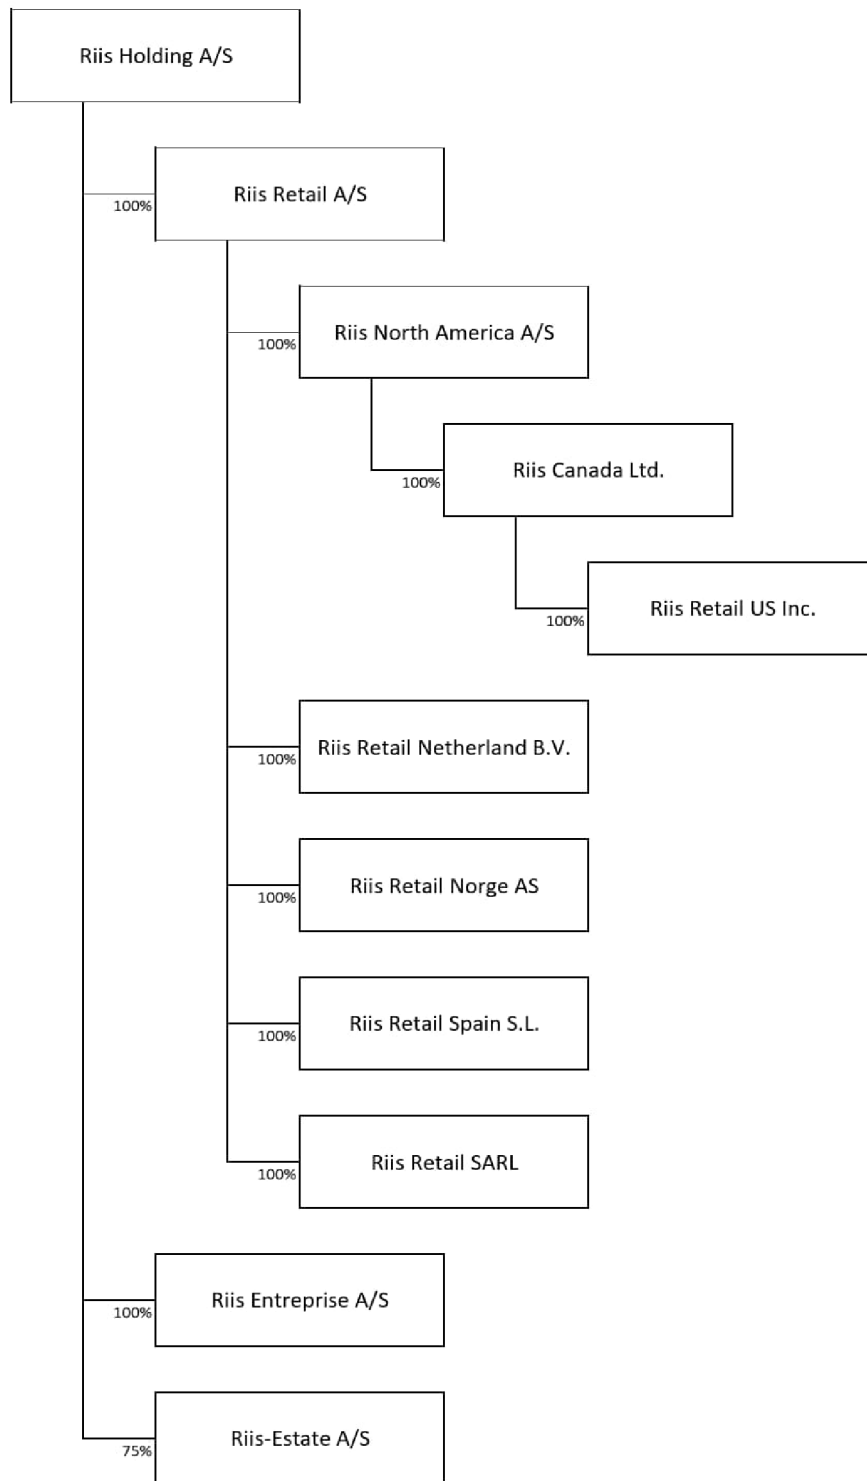 Riis Holding A/S
Riis Retail A/S
100%
Riis North America A/S
100%
Riis Canada Ltd.
100%
Riis Retail US Inc.
100%
Riis Retail Netherland B.V.
100%
Riis Retail Norge AS
100%
Riis Retail Spain S.L.
100%
Riis Retail SARL
100%
Riis Entreprise A/S
100%
Riis-Estate A/S
75%